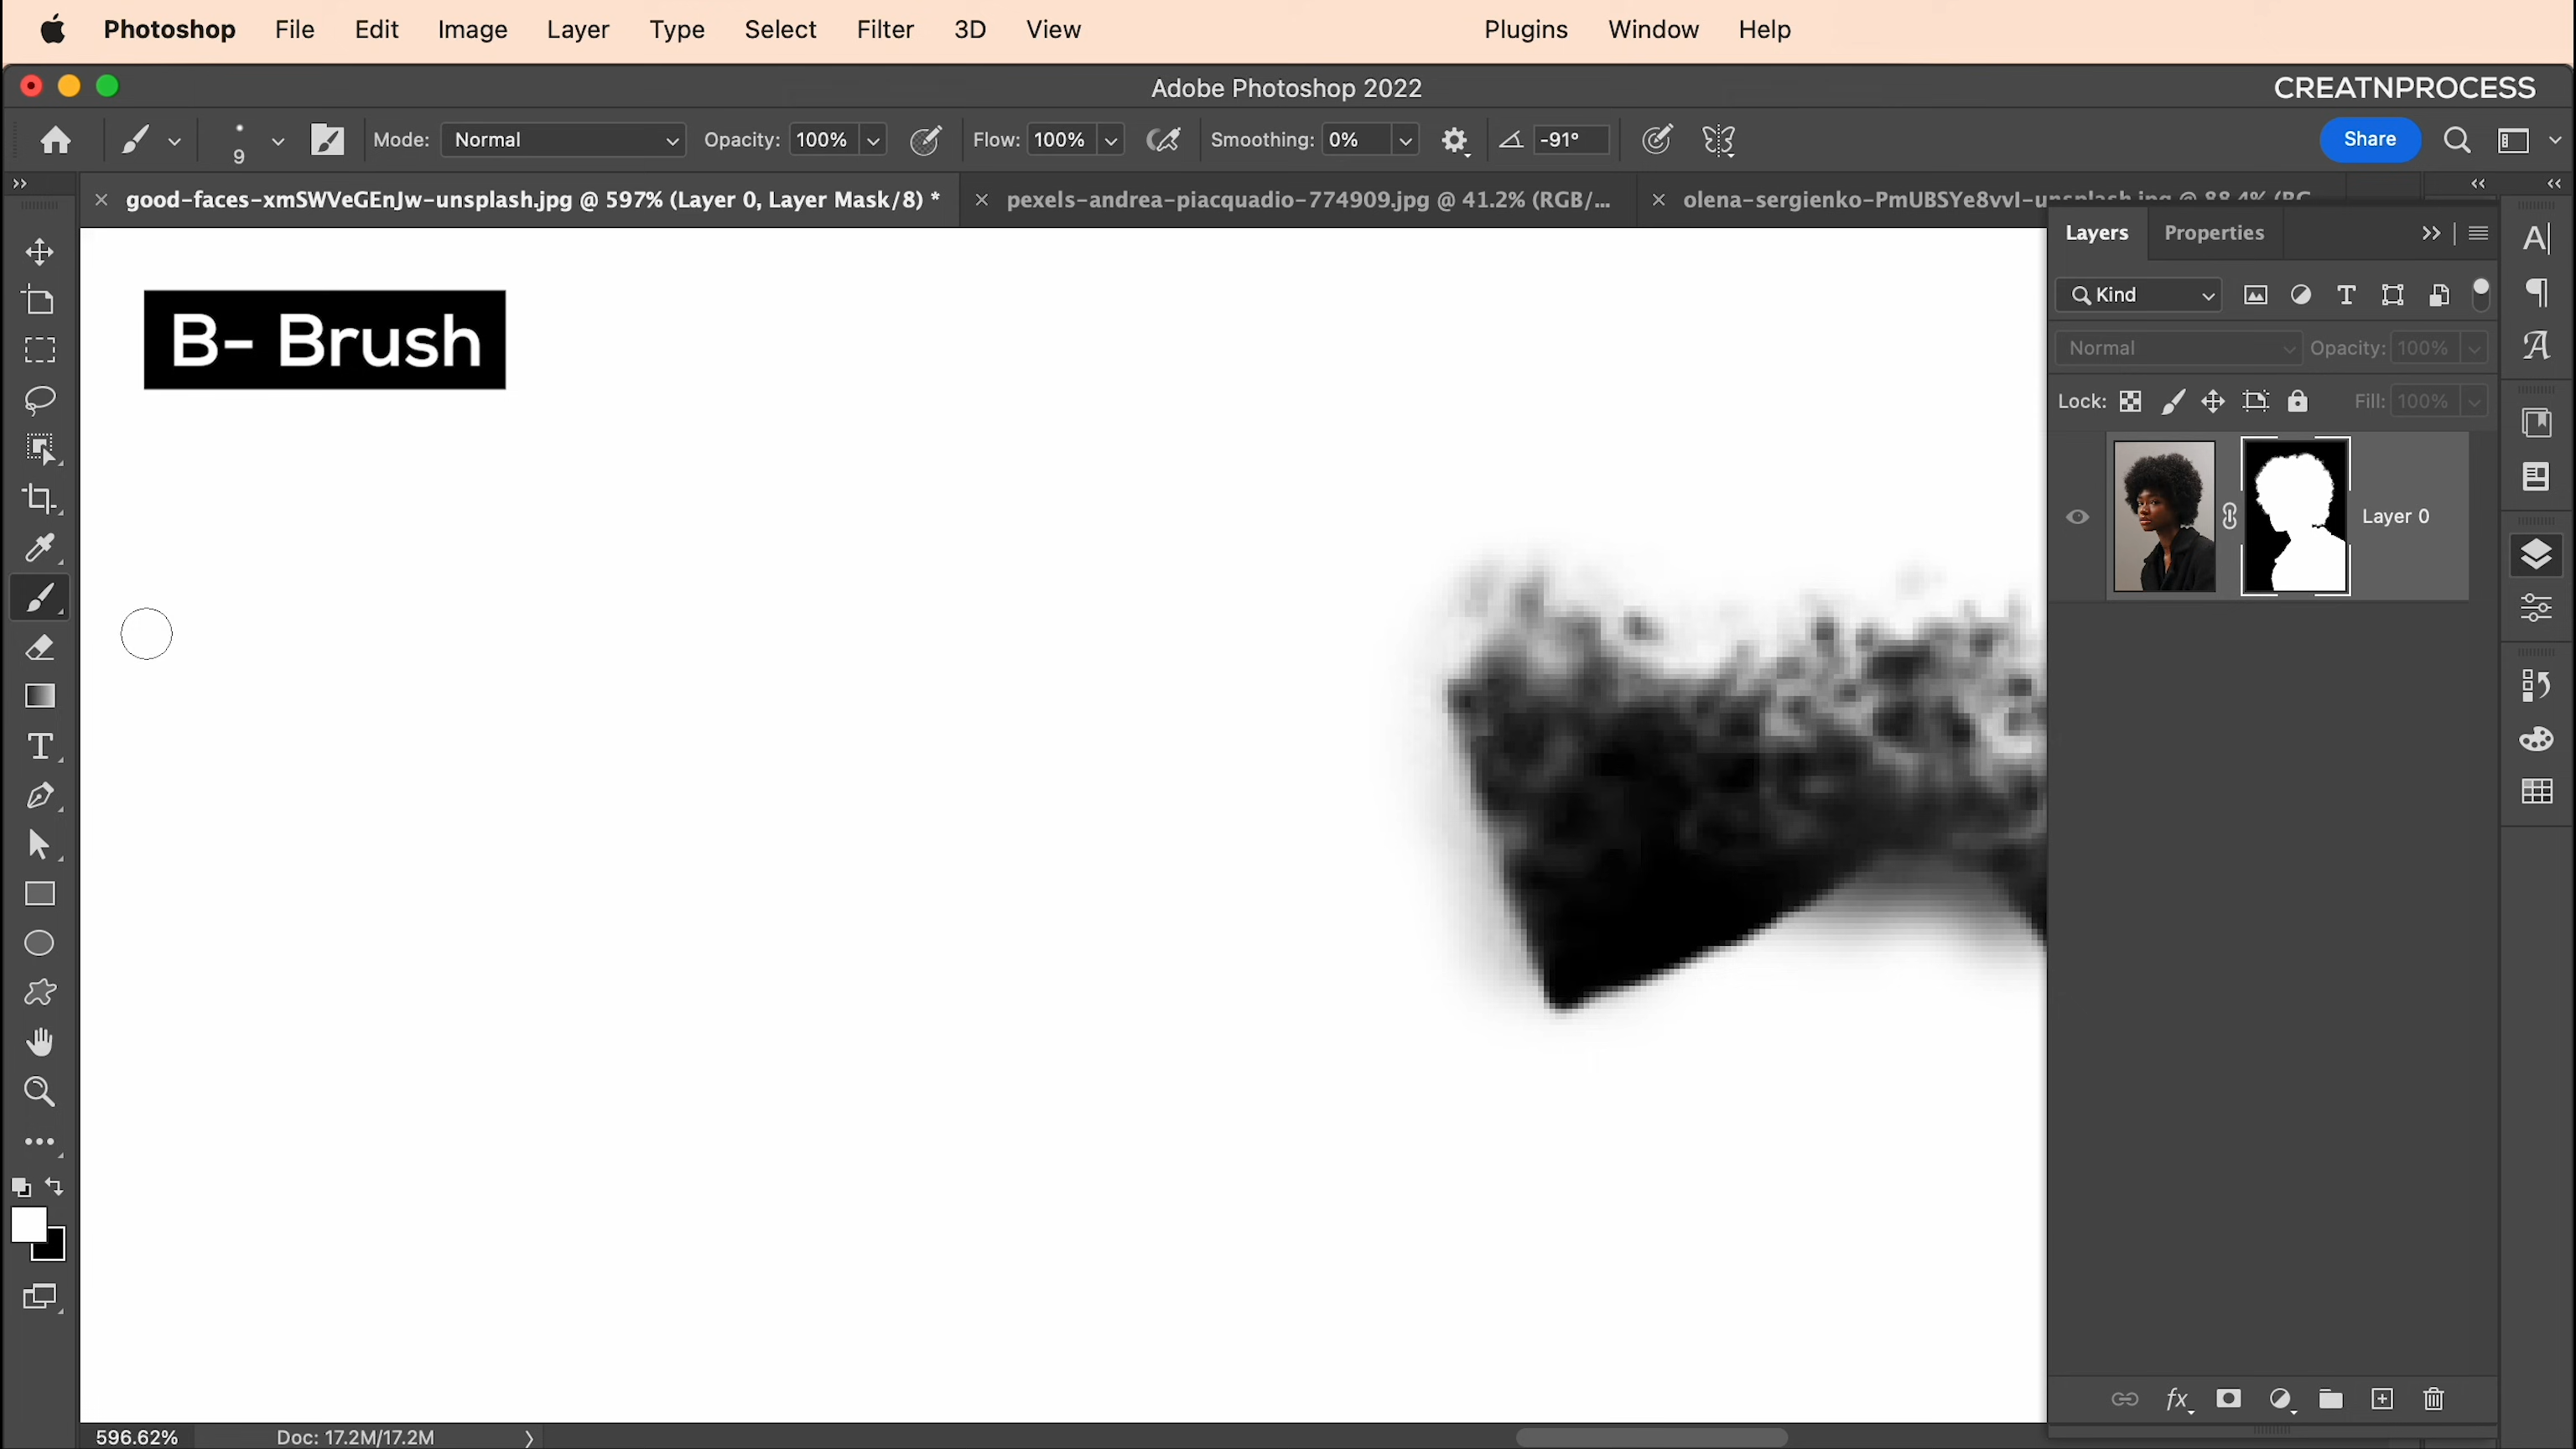 Photoshop File Edit Image Layer Type Select Filter 3D View Plugins Window Help
Adobe Photoshop 2022 CREATNPROCESS
9 Mode: Normal Opacity: 100% Flow: 100% Smoothing: 0% -91° Share
good-faces-xmSWVeGEnJw-unsplash.jpg @ 597% (Layer 0, Layer Mask/8) * pexels-andrea-piacquadio-774909.jpg @ 41.2% (RGB/... olena-sergienko-PmUBSYe8vvI-unsplash.jpg @ 88.4%
Layers Properties
Kind
Normal Opacity: 100%
Lock: Fill: 100%
B- Brush
Layer 0
fx
596.62% Doc: 17.2M/17.2M